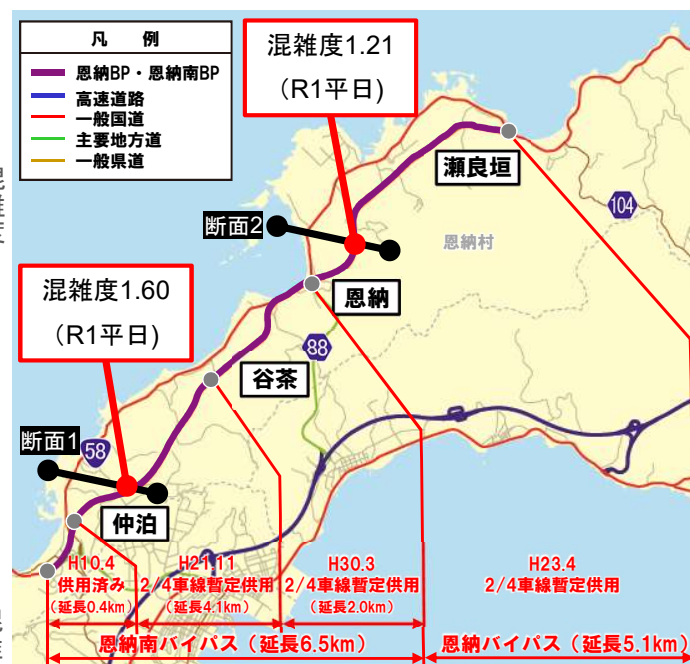 凡 例
恩納BP・恩納南BP
高速道路
一般国道
主要地方道
一般県道
混雑度1.21
(R1平日)
瀬良垣
104
断面2
恩納村
混雑度1.60
(R1平日)
恩納
88
谷茶
断面1
58
仲泊
H10.4
供用済み
(延長0.4km)
H21.11
2/4車線暫定供用
(延長4.1km)
H30.3
2/4車線暫定供用
(延長2.0km)
H23.4
2/4車線暫定供用
恩納南バイパス(延長6.5km)
恩納バイパス(延長5.1km)